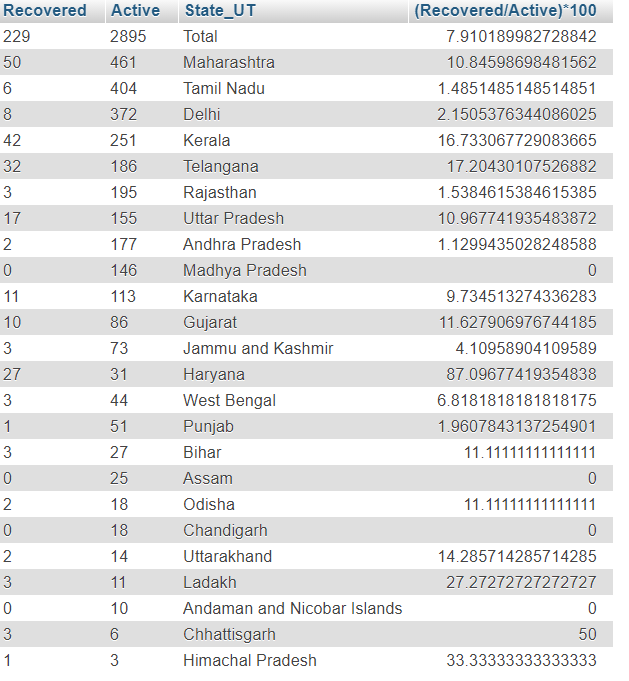 Recovered Active State_UT (Recovered/Active)*100
229 2895 Total 7.910189982728842
50 461 Maharashtra 10.84598698481562
6 404 Tamil Nadu 1.4851485148514851
8 372 Delhi 2.1505376344086025
42 251 Kerala 16.733067729083665
32 186 Telangana 17.20430107526882
3 195 Rajasthan 1.5384615384615385
17 155 Uttar Pradesh 10.967741935483872
2 177 Andhra Pradesh 1.1299435028248588
0 146 Madhya Pradesh 0
11 113 Karnataka 9.734513274336283
10 86 Gujarat 11.627906976744185
3 73 Jammu and Kashmir 4.10958904109589
27 31 Haryana 87.09677419354838
3 44 West Bengal 6.8181818181818175
1 51 Punjab 1.9607843137254901
3 27 Bihar 11.11111111111111
0 25 Assam 0
2 18 Odisha 11.11111111111111
0 18 Chandigarh 0
2 14 Uttarakhand 14.285714285714285
3 11 Ladakh 27.27272727272727
0 10 Andaman and Nicobar Islands 0
3 6 Chhattisgarh 50
1 3 Himachal Pradesh 33.33333333333333